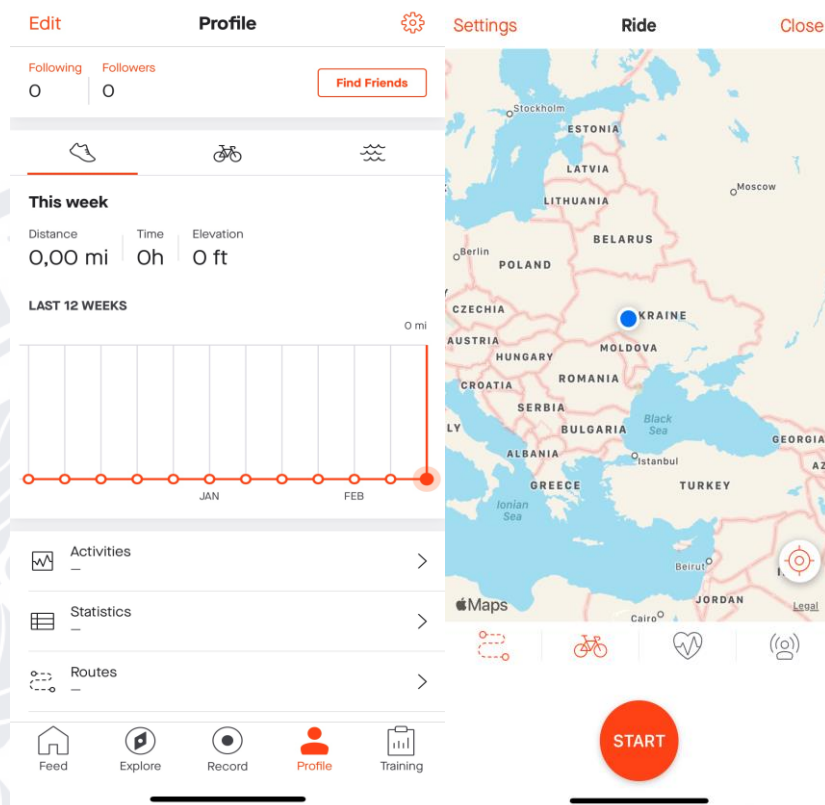 Edit
Profile
Following
Followers
0
0
Find Friends
This week
Distance
Time
Elevation
0,00 mi
0h
0 ft
LAST 12 WEEKS
0 mi
JAN
FEB
Activities
—
Statistics
—
Routes
—
Feed
Explore
Record
Profile
Training
Settings
Ride
Close
Stockholm
ESTONIA
LATVIA
Moscow
LITHUANIA
BELARUS
Berlin
POLAND
CZECHIA
KRAINE
AUSTRIA
MOLDOVA
HUNGARY
ROMANIA
CROATIA
SERBIA
Black
Sea
LY
BULGARIA
GEORGIA
ALBANIA
Istanbul
AZ
GREECE
TURKEY
Ionian
Sea
Beirut
Maps
JORDAN
Legal
Cairo
START